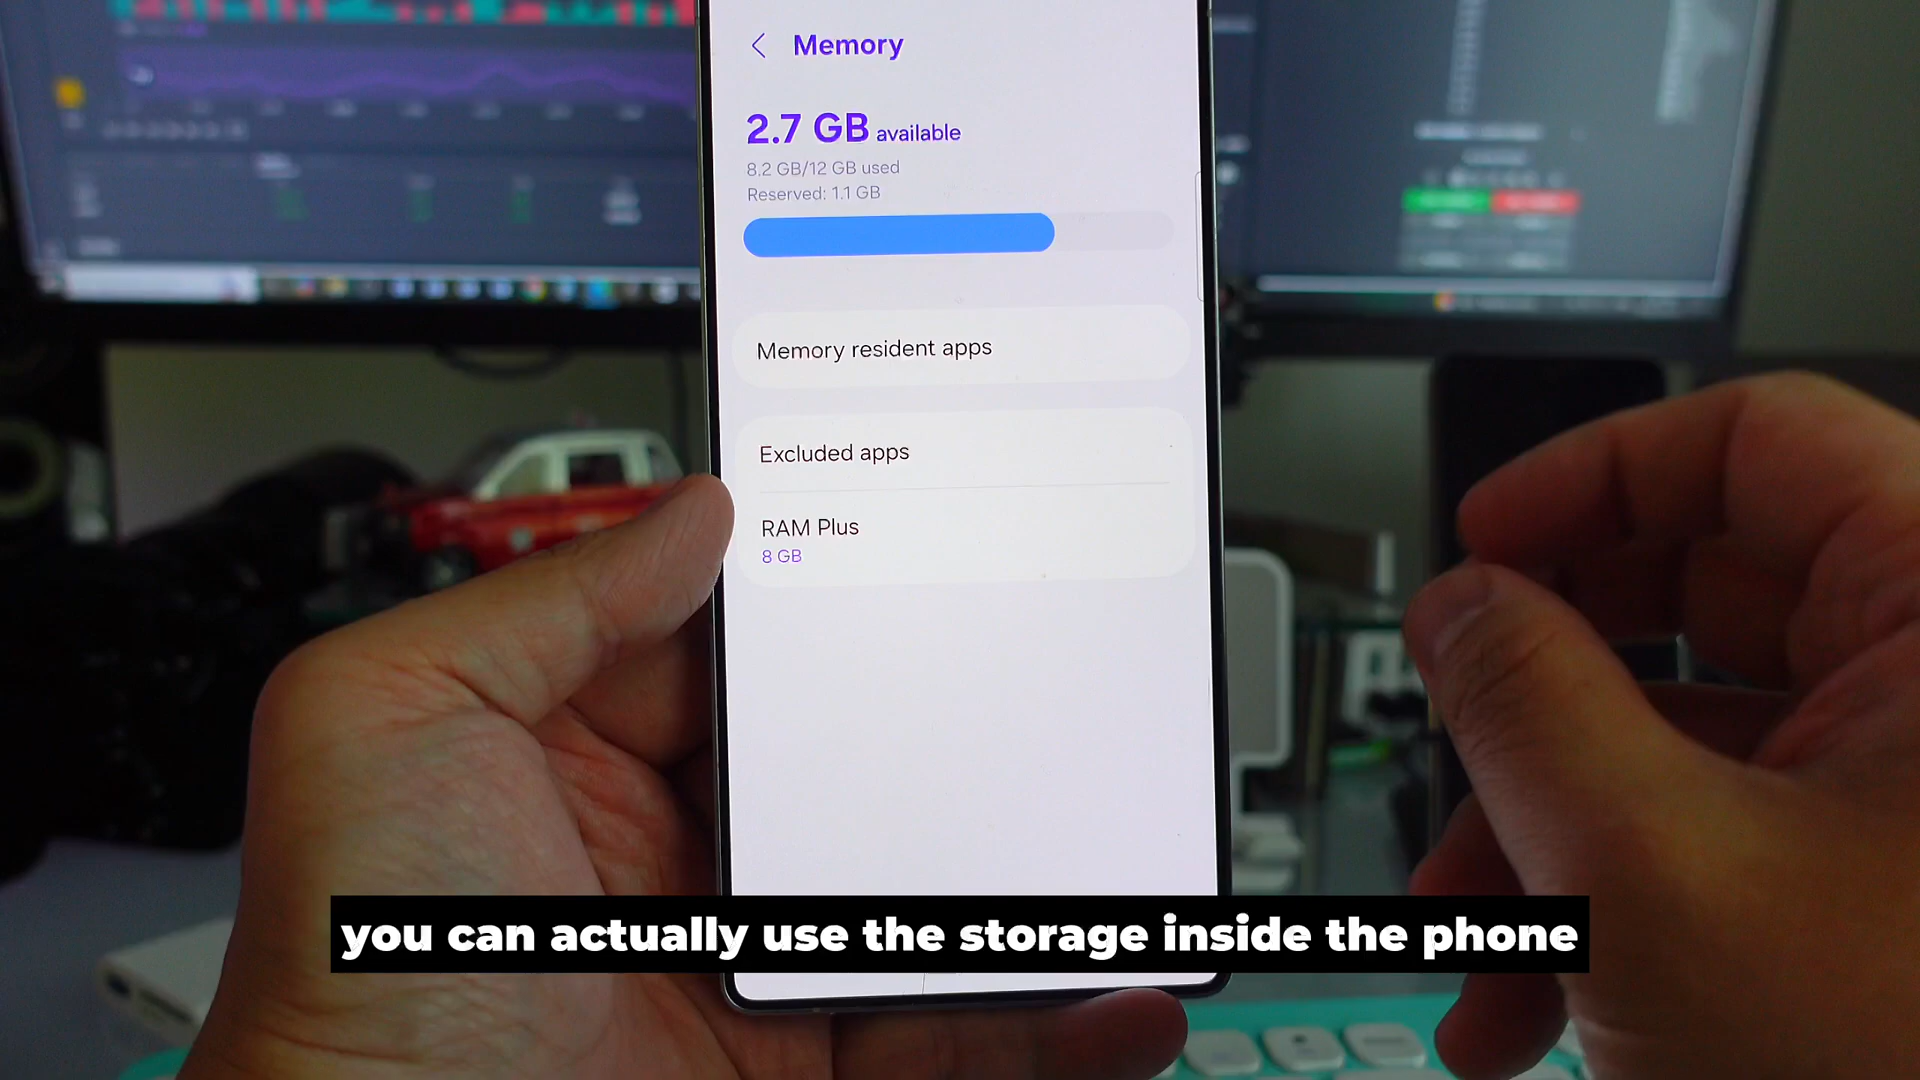 Memory
2.7 GB available
8.2 GB/12 GB used
Reserved: 1.1 GB
Memory resident apps
Excluded apps
RAM Plus
8 GB
you can actually use the storage inside the phone